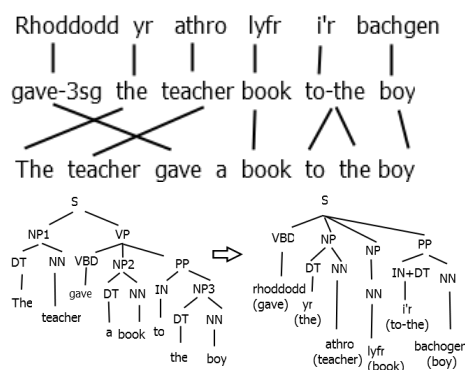 Rhoddodd yr athro lyfr i'r bachgen
gave-3sg the teacher book to-the boy
The teacher gave a book to the boy
S
NP1 VP
DT NN VBD NP2 PP
The teacher gave DT NN IN NP3
a book to DT NN
the boy
S
VBD NP NP PP
DT NN NN IN+DT NN
rhoddodd yr athro lyfr i'r bachogen
(gave) (the) (teacher) (book) (to-the) (boy)